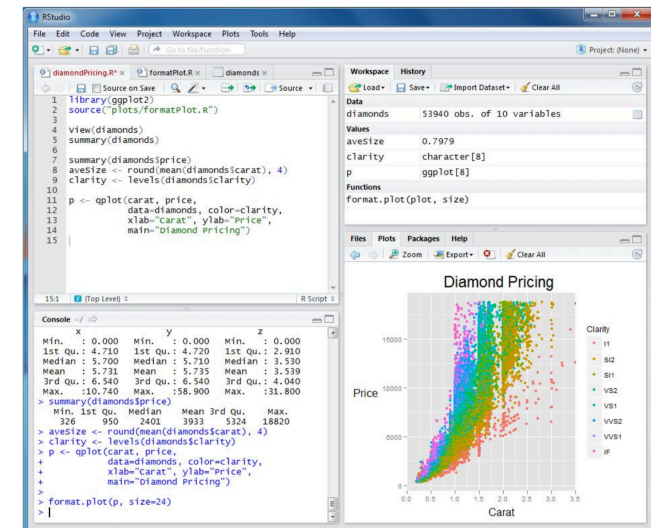 RStudio
File Edit Code View Project Workspace Plots Tools Help
Go to file/function
Project: (None)
diamondPricing.R* formatPlot.R diamonds
Source on Save Source
1 library(ggplot2)
2 source("plots/formatPlot.R")
3
4 View(diamonds)
5 summary(diamonds)
6
7 summary(diamonds$price)
8 aveSize <- round(mean(diamonds$carat), 4)
9 clarity <- levels(diamonds$clarity)
10
11 p <- qplot(carat, price,
12 data=diamonds, color=clarity,
13 xlab="Carat", ylab="Price",
14 main="Diamond Pricing")
15
15:1 (Top Level) R Script
Console ~/
x y z
Min. : 0.000 Min. : 0.000 Min. : 0.000
1st Qu.: 4.710 1st Qu.: 4.720 1st Qu.: 2.910
Median : 5.700 Median : 5.710 Median : 3.530
Mean : 5.731 Mean : 5.735 Mean : 3.539
3rd Qu.: 6.540 3rd Qu.: 6.540 3rd Qu.: 4.040
Max. :10.740 Max. :58.900 Max. :31.800
> summary(diamonds$price)
Min. 1st Qu. Median Mean 3rd Qu. Max.
326 950 2401 3933 5324 18820
> aveSize <- round(mean(diamonds$carat), 4)
> clarity <- levels(diamonds$clarity)
> p <- qplot(carat, price,
+ data=diamonds, color=clarity,
+ xlab="Carat", ylab="Price",
+ main="Diamond Pricing")
>
> format.plot(p, size=24)
>
Workspace History
Load Save Import Dataset Clear All
Data
diamonds 53940 obs. of 10 variables
Values
aveSize 0.7979
clarity character[8]
p ggplot[8]
Functions
format.plot(plot, size)
Files Plots Packages Help
Zoom Export Clear All
Diamond Pricing
Price
15000
10000
5000
0
0.0 0.5 1.0 1.5 2.0 2.5 3.0 3.5
Carat
Clarity
I1
SI2
SI1
VS2
VS1
VVS2
VVS1
IF